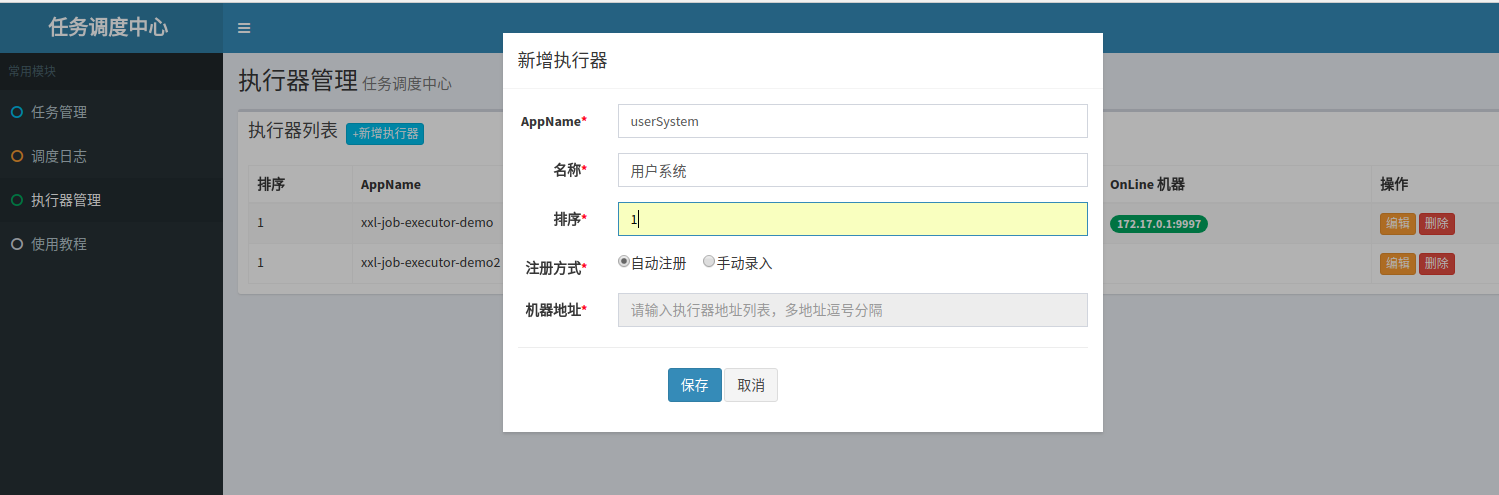 任务调度中心
常用模块
任务管理
调度日志
执行器管理
使用教程
执行器管理 任务调度中心
执行器列表 +新增执行器
排序 AppName OnLine 机器 操作
1 xxl-job-executor-demo 172.17.0.1:9997 编辑 删除
1 xxl-job-executor-demo2 编辑 删除
新增执行器
AppName* userSystem
名称* 用户系统
排序* 1
注册方式* 自动注册 手动录入
机器地址* 请输入执行器地址列表，多地址逗号分隔
保存 取消